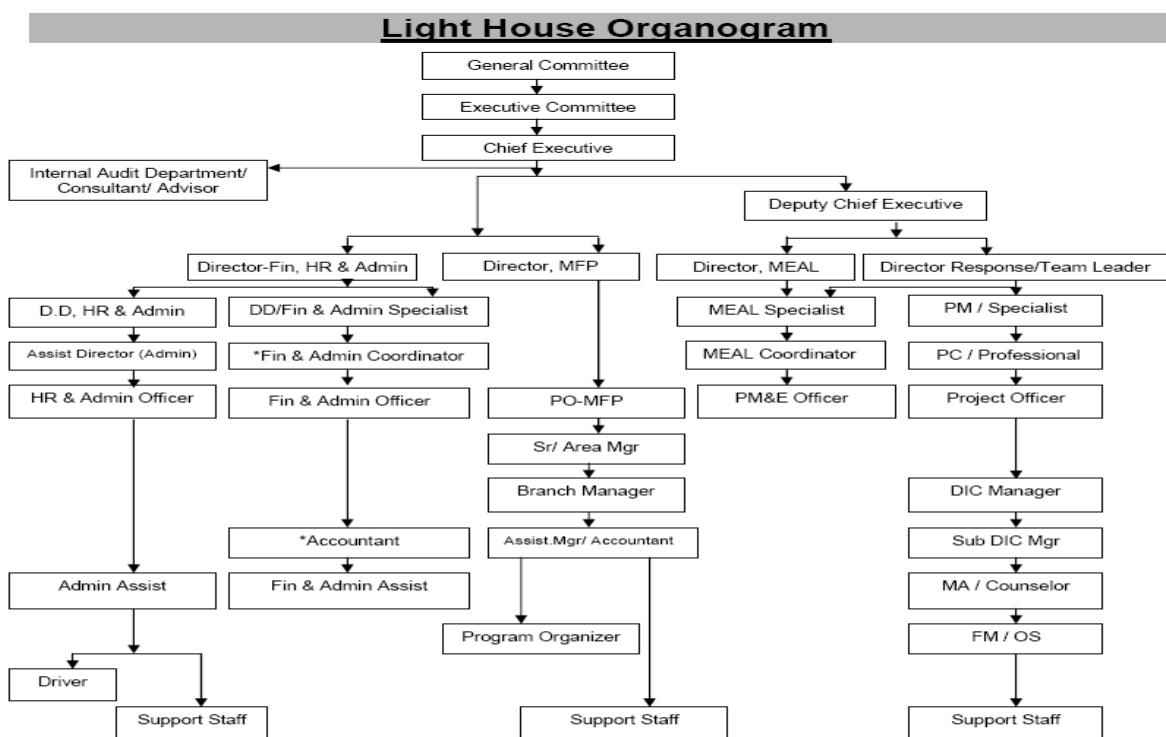 Light House Organogram
General Committee
Executive Committee
Chief Executive
Internal Audit Department/
Consultant/ Advisor
Deputy Chief Executive
Director-Fin, HR & Admin
Director, MFP
Director, MEAL
Director Response/Team Leader
D.D, HR & Admin
DD/Fin & Admin Specialist
MEAL Specialist
PM / Specialist
Assist Director (Admin)
*Fin & Admin Coordinator
MEAL Coordinator
PC / Professional
HR & Admin Officer
Fin & Admin Officer
PO-MFP
PM&E Officer
Project Officer
Sr/ Area Mgr
Branch Manager
DIC Manager
*Accountant
Assist.Mgr/ Accountant
Sub DIC Mgr
Admin Assist
Fin & Admin Assist
MA / Counselor
Program Organizer
FM / OS
Driver
Support Staff
Support Staff
Support Staff